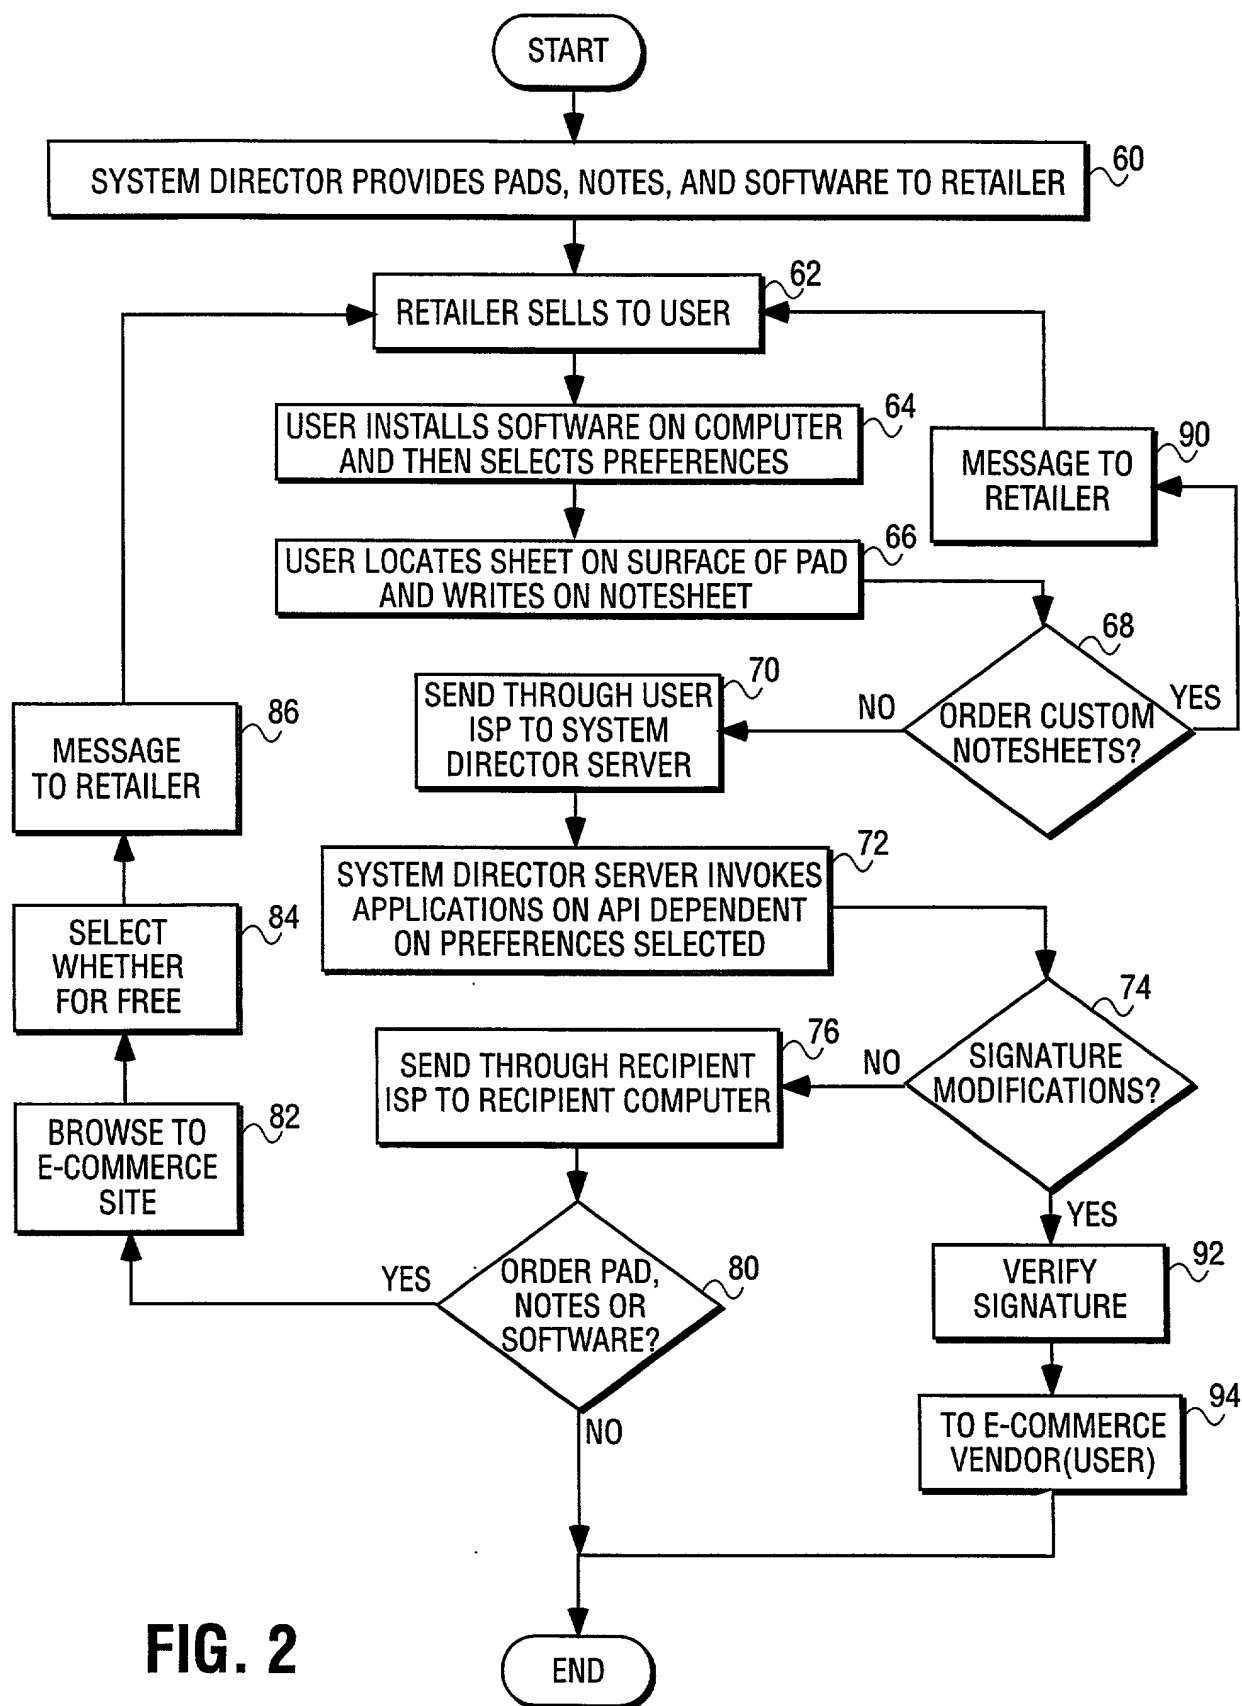 START
SYSTEM DIRECTOR PROVIDES PADS, NOTES, AND SOFTWARE TO RETAILER
60
RETAILER SELLS TO USER
62
USER INSTALLS SOFTWARE ON COMPUTER
AND THEN SELECTS PREFERENCES
64
MESSAGE TO
RETAILER
90
USER LOCATES SHEET ON SURFACE OF PAD
AND WRITES ON NOTESHEET
66
ORDER CUSTOM
NOTESHEETS?
68
YES
NO
SEND THROUGH USER
ISP TO SYSTEM
DIRECTOR SERVER
70
MESSAGE
TO RETAILER
86
SYSTEM DIRECTOR SERVER INVOKES
APPLICATIONS ON API DEPENDENT
ON PREFERENCES SELECTED
72
SELECT
WHETHER
FOR FREE
84
SIGNATURE
MODIFICATIONS?
74
NO
SEND THROUGH RECIPIENT
ISP TO RECIPIENT COMPUTER
76
BROWSE TO
E-COMMERCE
SITE
82
YES
VERIFY
SIGNATURE
92
ORDER PAD,
NOTES OR
SOFTWARE?
80
YES
NO
TO E-COMMERCE
VENDOR(USER)
94
END
FIG. 2